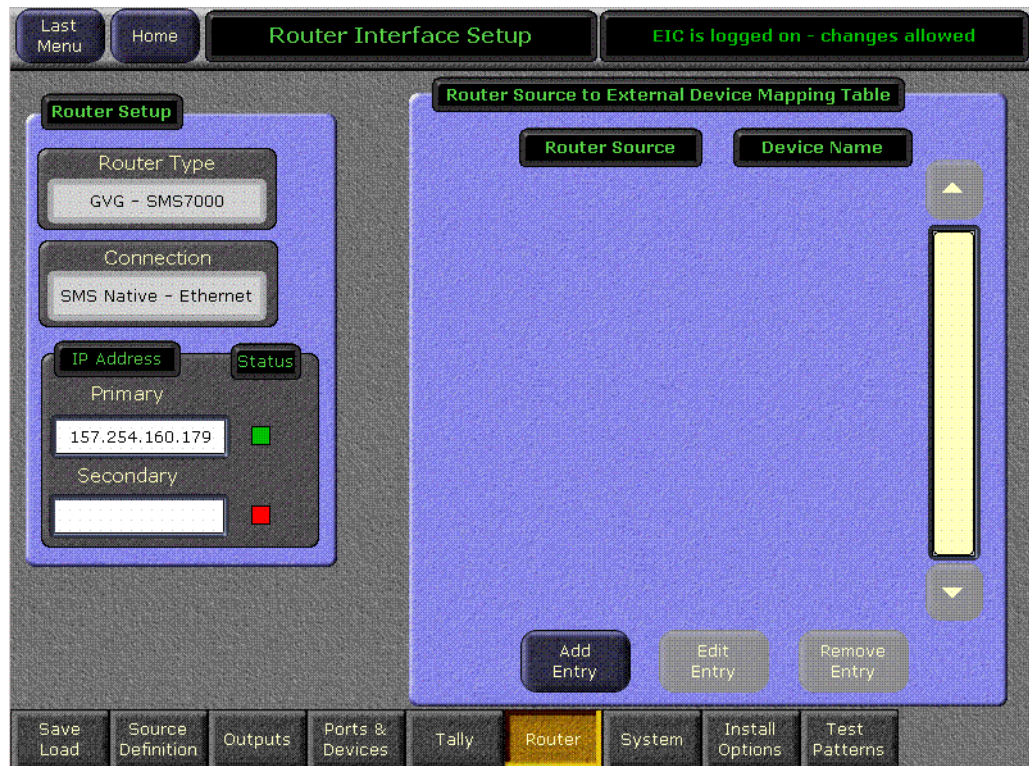 Last
Menu
Home
Router Interface Setup
EIC is logged on - changes allowed
Router Setup
Router Type
GVG - SMS7000
Connection
SMS Native - Ethernet
IP Address
Status
Primary
157.254.160.179
Secondary
Router Source to External Device Mapping Table
Router Source
Device Name
Add
Entry
Edit
Entry
Remove
Entry
Save
Load
Source
Definition
Outputs
Ports &
Devices
Tally
Router
System
Install
Options
Test
Patterns